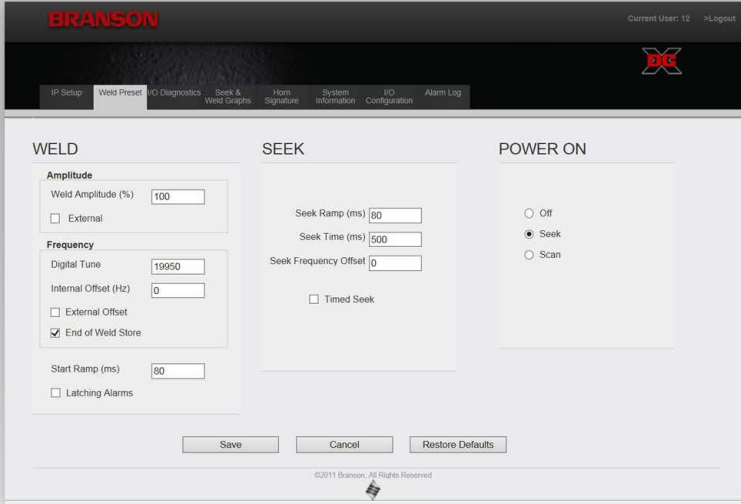 BRANSON
Current User: 12 >Logout
DCX
IP Setup
Weld Preset
I/O Diagnostics
Seek &
Weld Graphs
Horn
Signature
System
Information
I/O
Configuration
Alarm Log
WELD
Amplitude
Weld Amplitude (%) 100
External
Frequency
Digital Tune 19950
Internal Offset (Hz) 0
External Offset
End of Weld Store
Start Ramp (ms) 80
Latching Alarms
SEEK
Seek Ramp (ms) 80
Seek Time (ms) 500
Seek Frequency Offset 0
Timed Seek
POWER ON
Off
Seek
Scan
Save
Cancel
Restore Defaults
©2011 Branson, All Rights Reserved